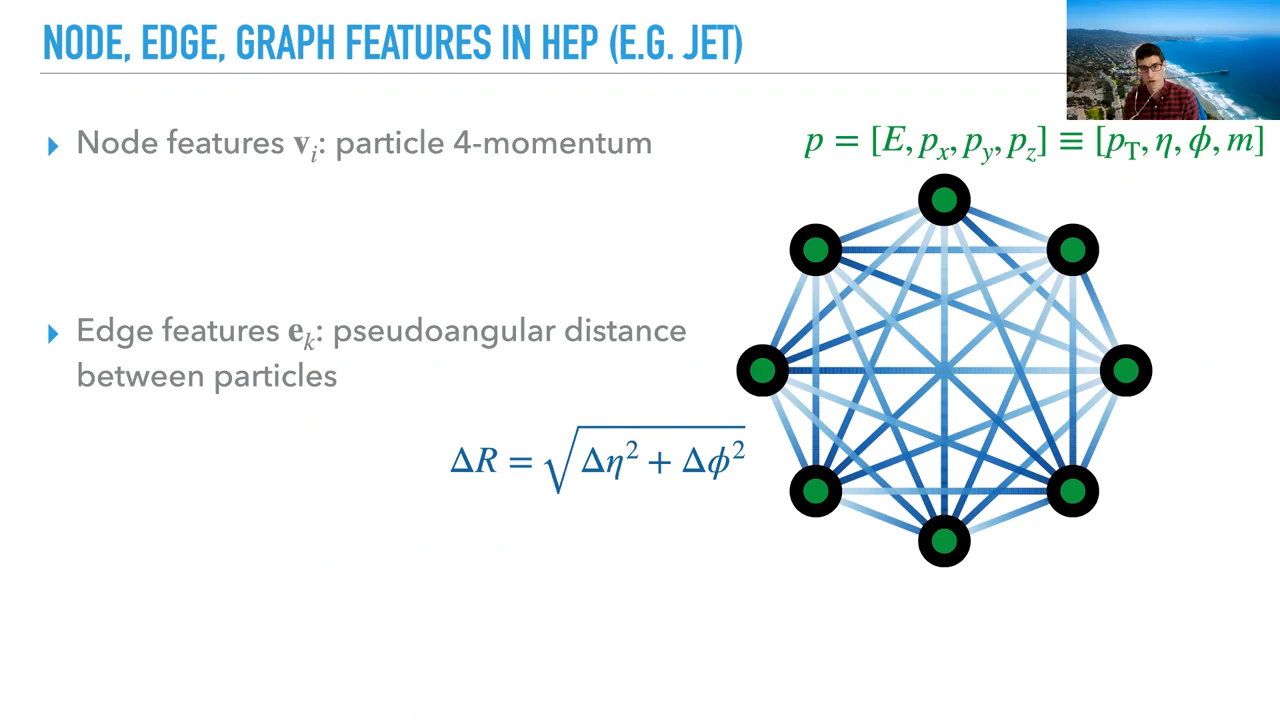 NODE, EDGE, GRAPH FEATURES IN HEP (E.G. JET)
▸ Node features 𝐯ᵢ: particle 4-momentum
p = [E, pₓ, p_y, p_z] ≡ [p_T, η, ϕ, m]
▸ Edge features 𝐞ₖ: pseudoangular distance
between particles
ΔR = √(Δη² + Δϕ²)